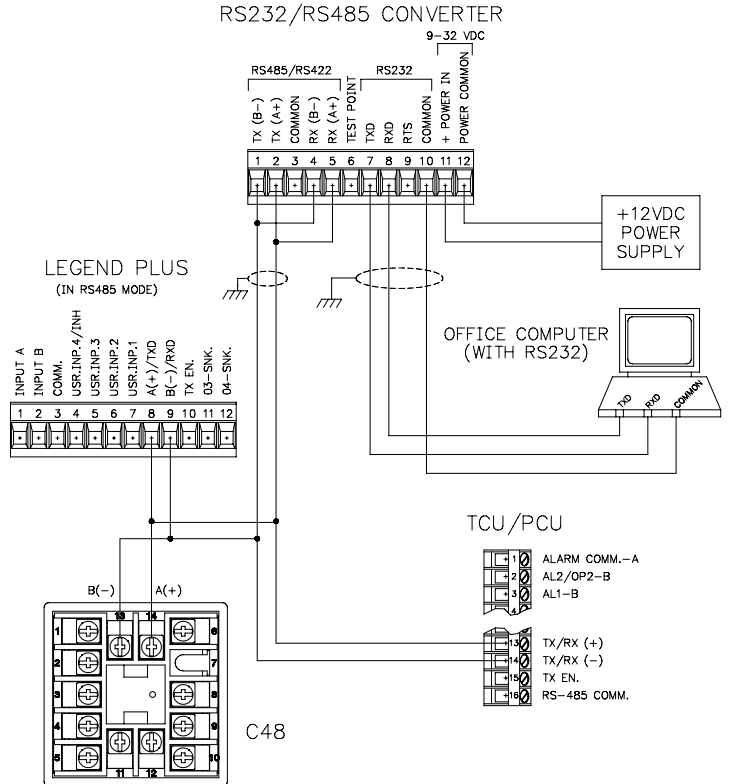 RS232/RS485 CONVERTER
9-32 VDC
RS485/RS422
RS232
TX (B-)
TX (A+)
COMMON
RX (B-)
RX (A+)
TEST POINT
TXD
RXD
RTS
COMMON
+ POWER IN
POWER COMMON
1 2 3 4 5 6 7 8 9 10 11 12
+12VDC
POWER
SUPPLY
LEGEND PLUS
(IN RS485 MODE)
INPUT A
INPUT B
COMM.
USR.INP.4/INH
USR.INP.3
USR.INP.2
USR.INP.1
A(+)/TXD
B(-)/RXD
TX EN.
O3-SNK.
O4-SNK.
1 2 3 4 5 6 7 8 9 10 11 12
OFFICE COMPUTER
(WITH RS232)
TXD
RXD
COMMON
TCU/PCU
1 ALARM COMM.-A
2 AL2/OP2-B
3 AL1-B
4
13 TX/RX (+)
14 TX/RX (-)
15 TX EN.
16 RS-485 COMM.
B(-)
A(+)
13 14
1 6
2 7
3 8
4 9
5 10
11 12
C48